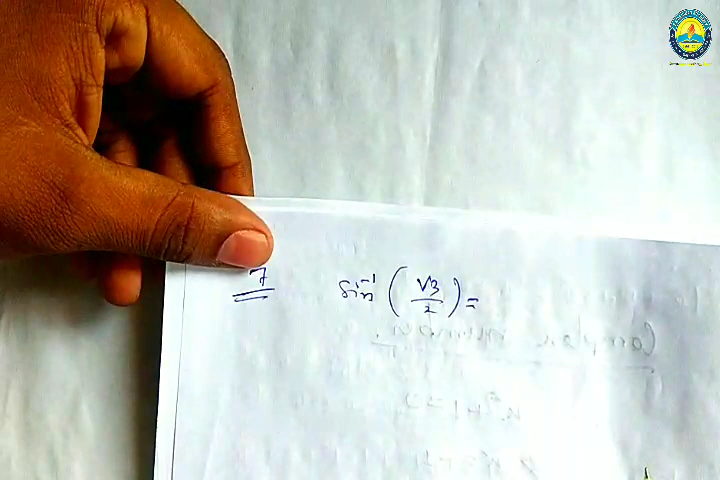 7 sin⁻¹ (√3/2) =